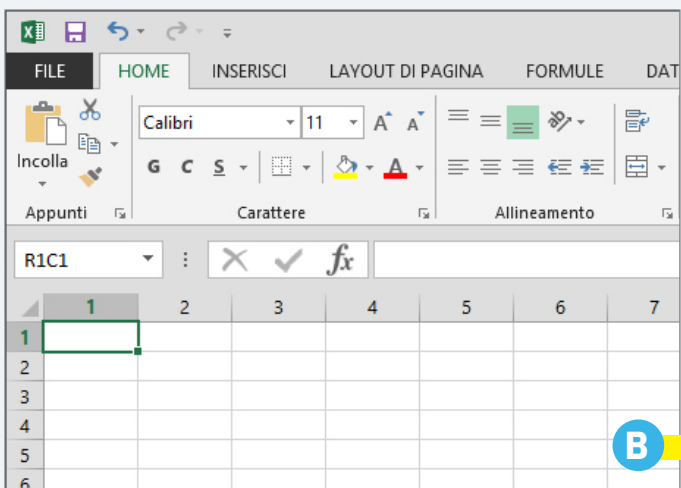 FILE HOME INSERISCI LAYOUT DI PAGINA FORMULE DAT
Calibri 11 A A
Incolla G C S A
Appunti Carattere Allineamento
R1C1 fx
1 2 3 4 5 6 7
1
2
3
4
5
6
B